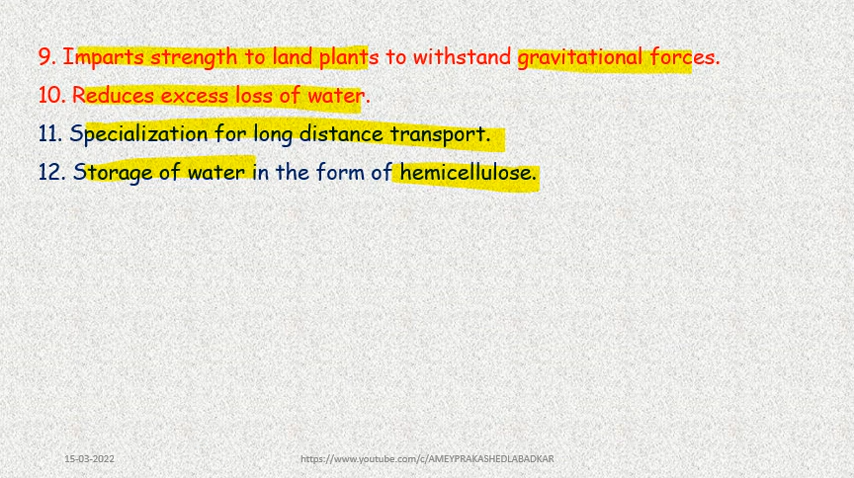 9. Imparts strength to land plants to withstand gravitational forces.
10. Reduces excess loss of water.
11. Specialization for long distance transport.
12. Storage of water in the form of hemicellulose.
15-03-2022
https://www.youtube.com/c/AMEYPRAKASHEDLABADKAR